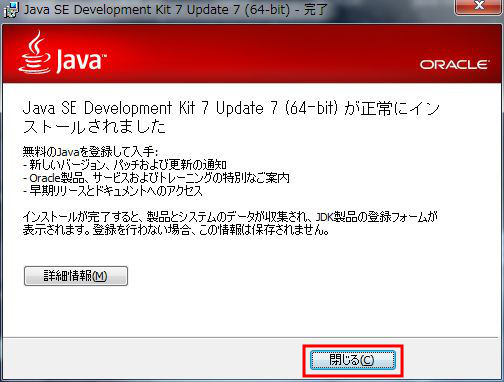 Java SE Development Kit 7 Update 7 (64-bit) - 完了
Java™
ORACLE
Java SE Development Kit 7 Update 7 (64-bit) が正常にイン
ストールされました
無料のJavaを登録して入手:
- 新しいバージョン、パッチおよび更新の通知
- Oracle製品、サービスおよびトレーニングの特別なご案内
- 早期リリースとドキュメントへのアクセス
インストールが完了すると、製品とシステムのデータが収集され、JDK製品の登録フォームが
表示されます。登録を行わない場合、この情報は保存されません。
詳細情報(M)
閉じる(C)